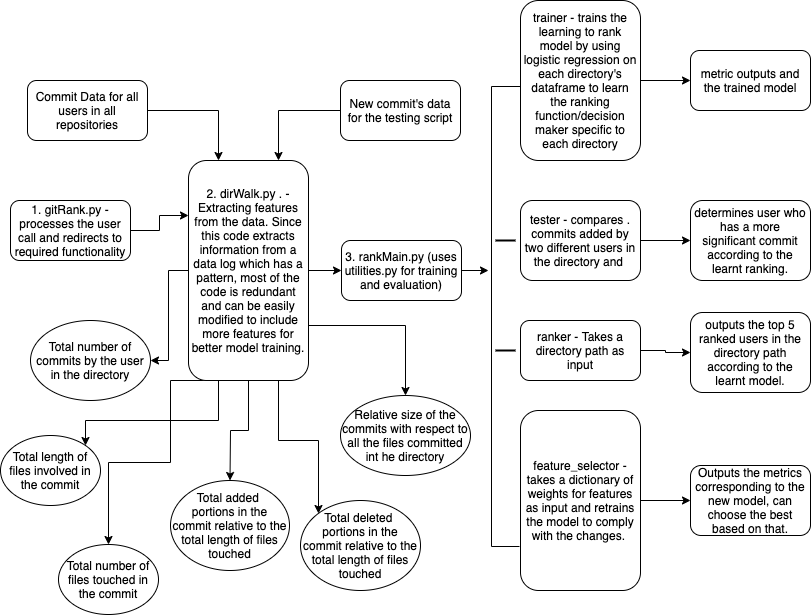 trainer - trains the
learning to rank
model by using
logistic regression on
each directory's
dataframe to learn
the ranking
function/decision
maker specific to
each directory
metric outputs and
the trained model
Commit Data for all
users in all
repositories
New commit's data
for the testing script
1. gitRank.py -
processes the user
call and redirects to
required functionality
2. dirWalk.py . -
Extracting features
from the data. Since
this code extracts
information from a
data log which has a
pattern, most of the
code is redundant
and can be easily
modified to include
more features for
better model training.
3. rankMain.py (uses
utilities.py for training
and evaluation)
tester - compares .
commits added by
two different users in
the directory and
determines user who
has a more
significant commit
according to the
learnt ranking.
ranker - Takes a
directory path as
input
outputs the top 5
ranked users in the
directory path
according to the
learnt model.
Total number of
commits by the user
in the directory
Relative size of the
commits with respect to
all the files committed
int he directory
Total length of
files involved in
the commit
feature_selector -
takes a dictionary of
weights for features
as input and retrains
the model to comply
with the changes.
Outputs the metrics
corresponding to the
new model, can
choose the best
based on that.
Total added
portions in the
commit relative to the
total length of files
touched
Total deleted
portions in the
commit relative to the
total length of files
touched
Total number of
files touched in
the commit